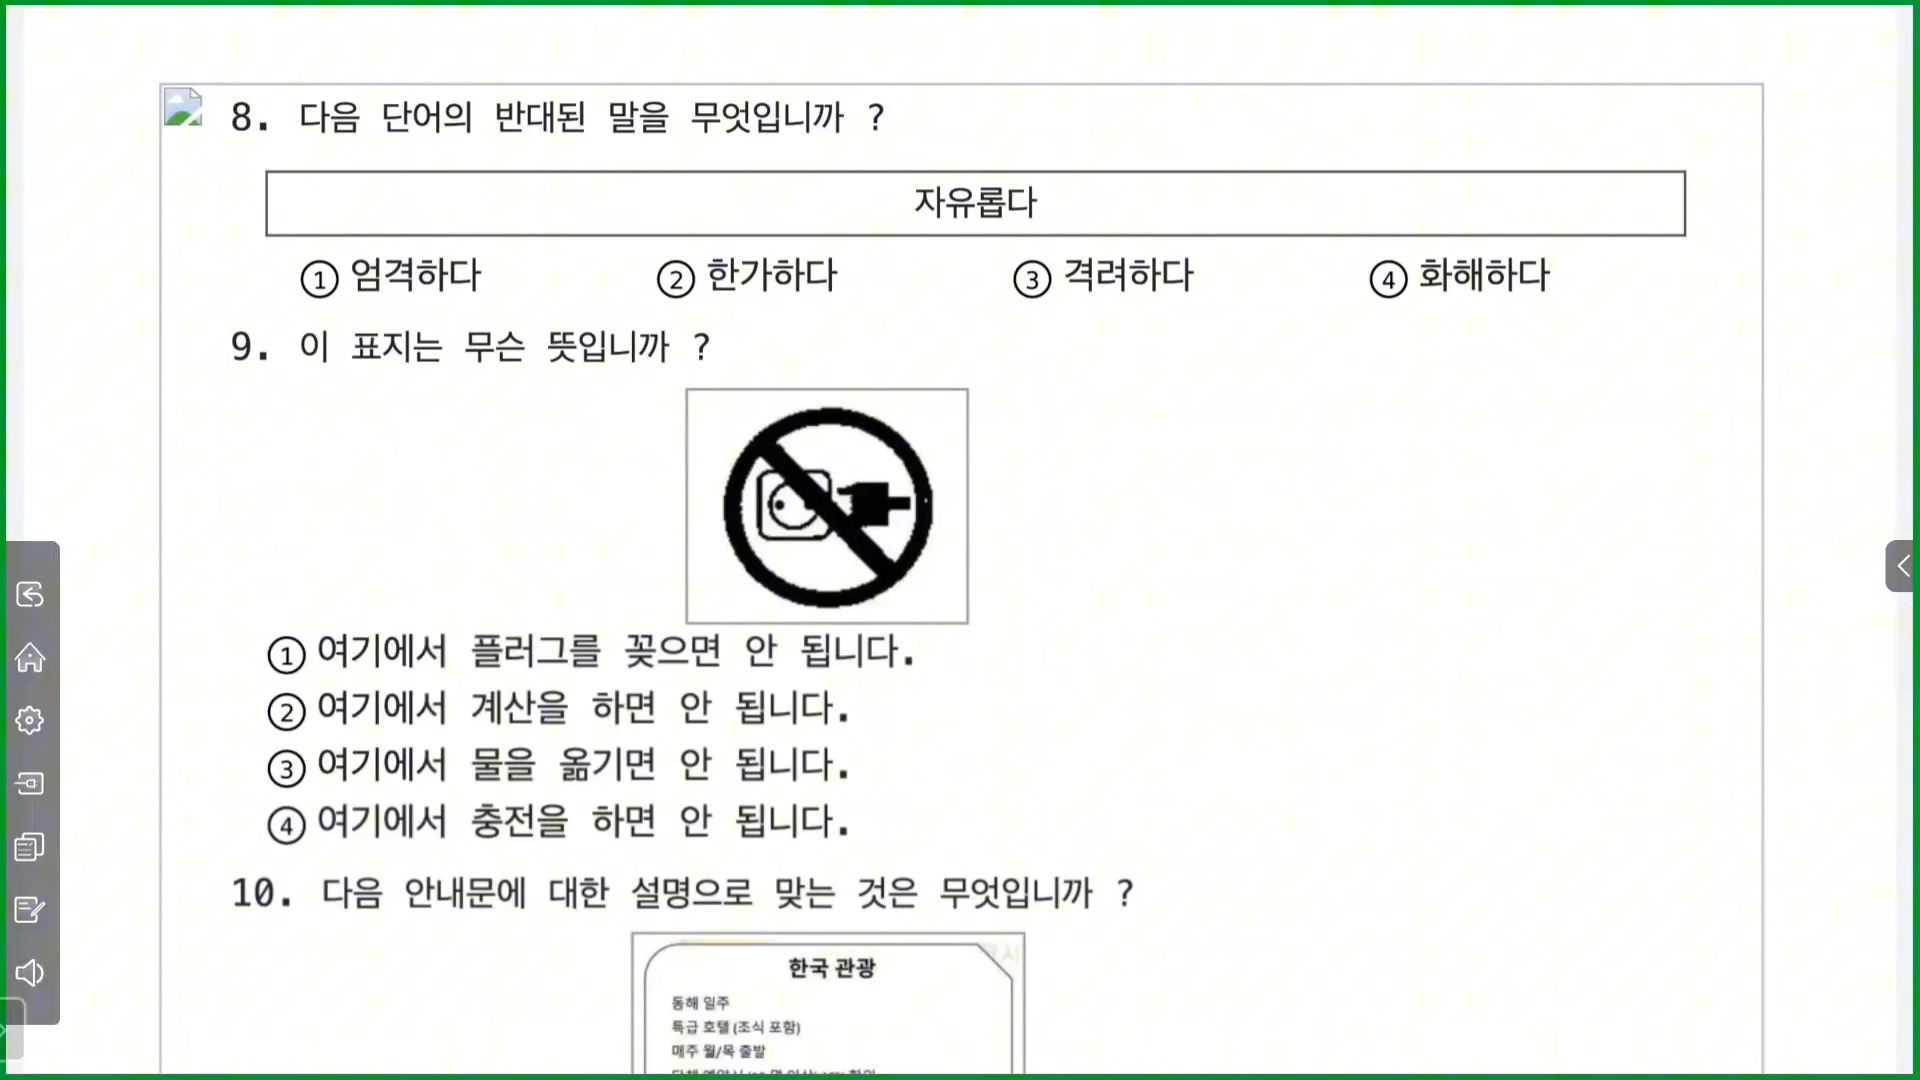 8. 다음 단어의 반대된 말을 무엇입니까 ?
자유롭다
① 엄격하다 ② 한가하다 ③ 격려하다 ④ 화해하다
9. 이 표지는 무슨 뜻입니까 ?
① 여기에서 플러그를 꽂으면 안 됩니다.
② 여기에서 계산을 하면 안 됩니다.
③ 여기에서 물을 옮기면 안 됩니다.
④ 여기에서 충전을 하면 안 됩니다.
10. 다음 안내문에 대한 설명으로 맞는 것은 무엇입니까 ?
한국 관광
동해 일주
특급 호텔 (조식 포함)
매주 월/목 출발